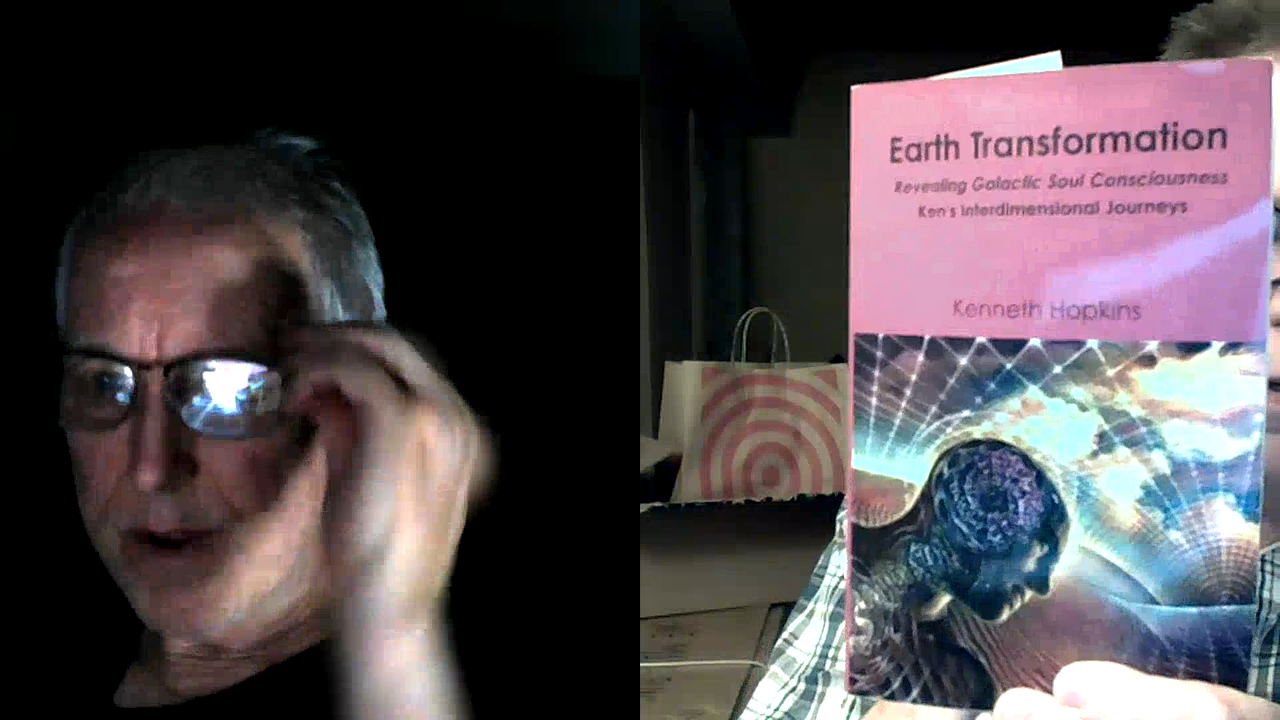 Earth Transformation
Revealing Galactic Soul Consciousness
Ken's Interdimensional Journeys
Kenneth Hopkins